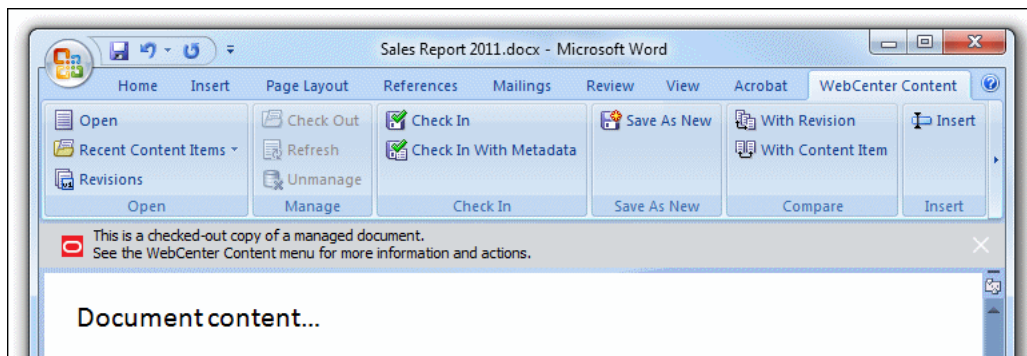 Sales Report 2011.docx - Microsoft Word
Home Insert Page Layout References Mailings Review View Acrobat WebCenter Content
Open Check Out Check In Save As New With Revision Insert
Recent Content Items Refresh Check In With Metadata With Content Item
Revisions Unmanage
Open Manage Check In Save As New Compare Insert
This is a checked-out copy of a managed document.
See the WebCenter Content menu for more information and actions.
Document content...